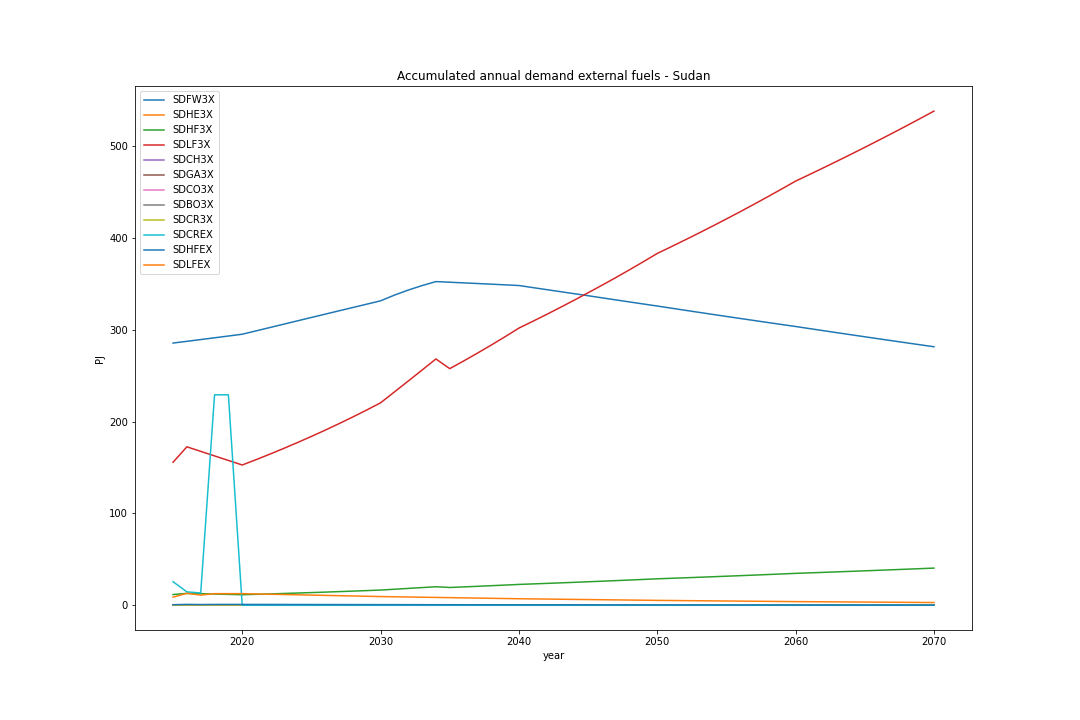 Accumulated annual demand external fuels - Sudan
SDFW3X
SDHE3X
SDHF3X
SDLF3X
SDCH3X
SDGA3X
SDCO3X
SDBO3X
SDCR3X
SDCREX
SDHFEX
SDLFEX
500
400
300
200
100
0
PJ
2020 2030 2040 2050 2060 2070
year